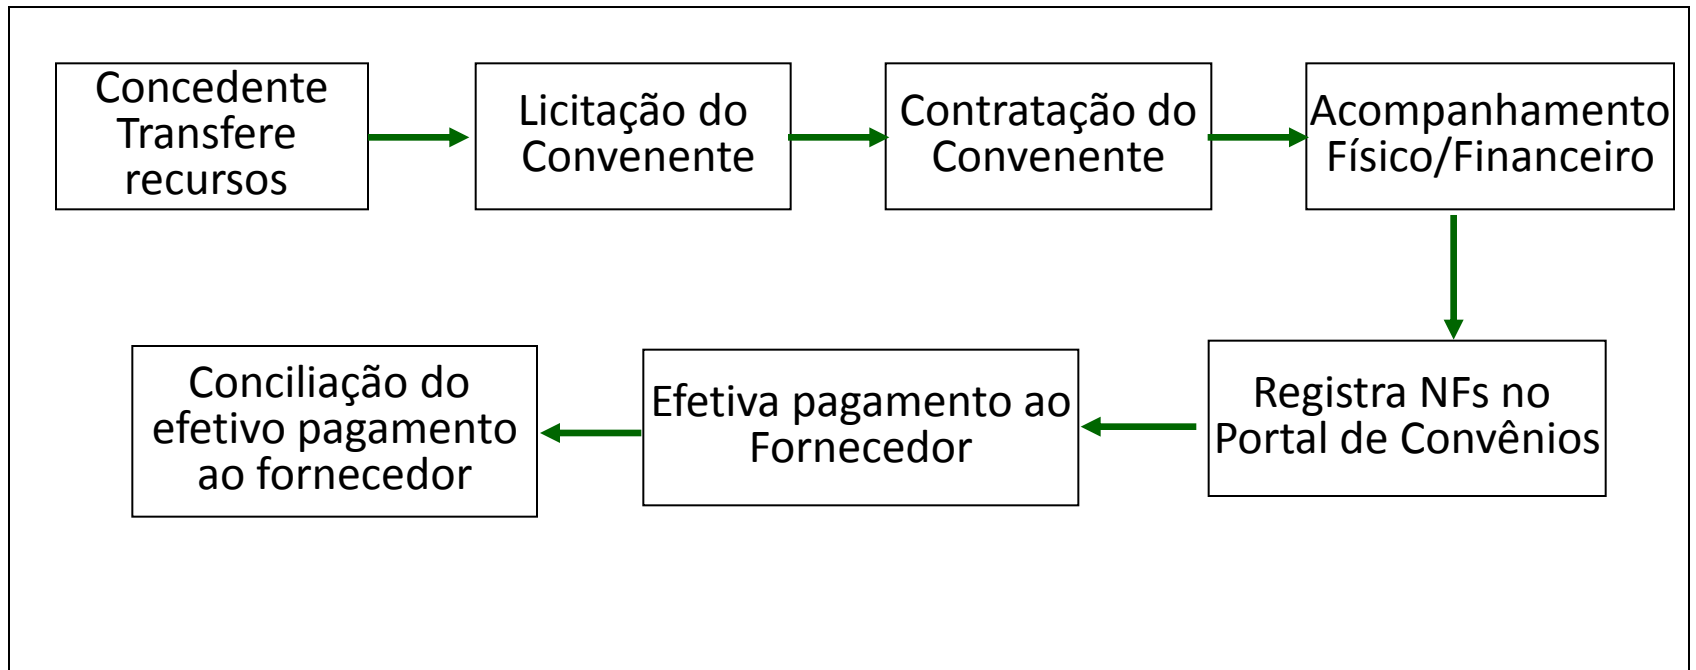 Concedente
Transfere
recursos
Licitação do
Convenente
Contratação do
Convenente
Acompanhamento
Físico/Financeiro
Registra NFs no
Portal de Convênios
Efetiva pagamento ao
Fornecedor
Conciliação do
efetivo pagamento
ao fornecedor